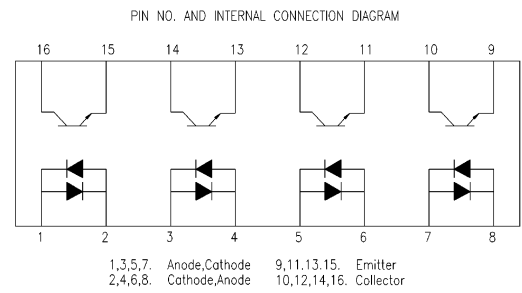 PIN NO. AND INTERNAL CONNECTION DIAGRAM
16 15 14 13 12 11 10 9
1 2 3 4 5 6 7 8
1,3,5,7. Anode,Cathode 9,11.13.15. Emitter
2,4,6,8. Cathode,Anode 10,12,14,16. Collector